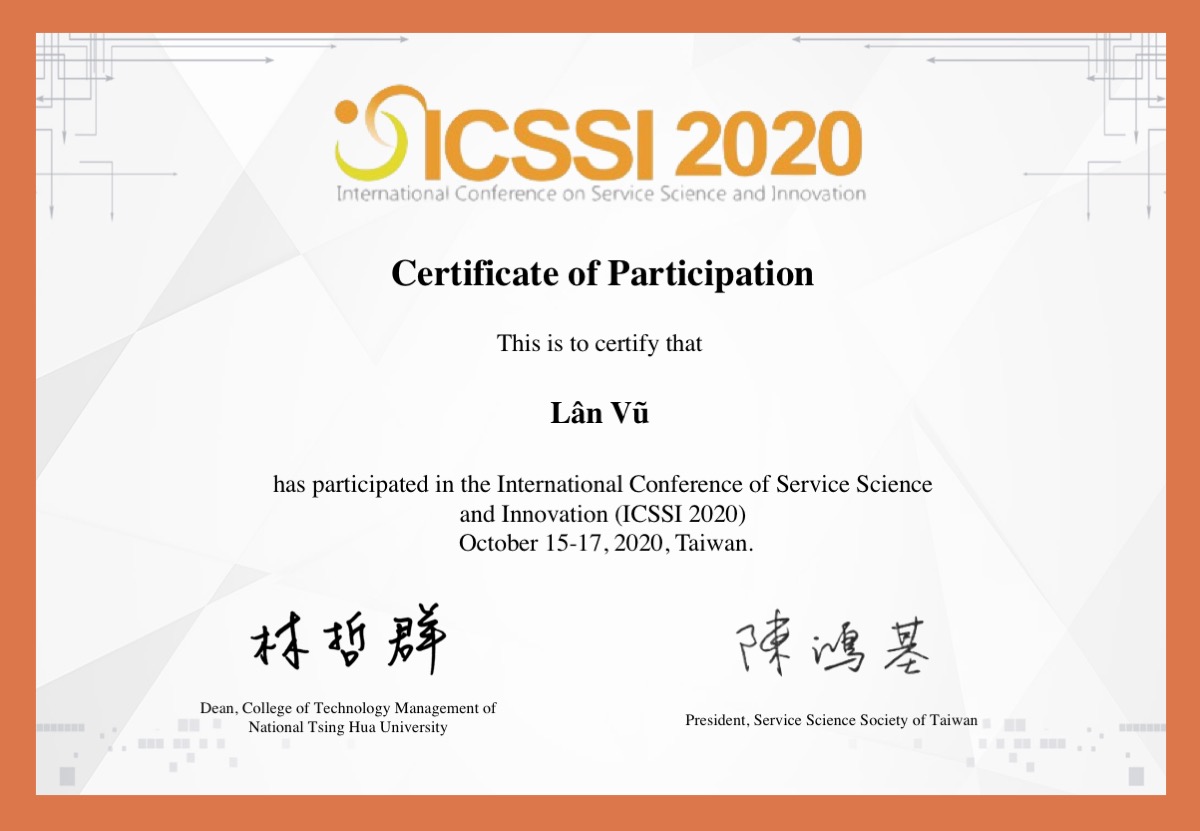 ICSSI 2020
International Conference on Service Science and Innovation
Certificate of Participation
This is to certify that
Lân Vũ
has participated in the International Conference of Service Science
and Innovation (ICSSI 2020)
October 15-17, 2020, Taiwan.
林哲群
陳鴻基
Dean, College of Technology Management of
National Tsing Hua University
President, Service Science Society of Taiwan